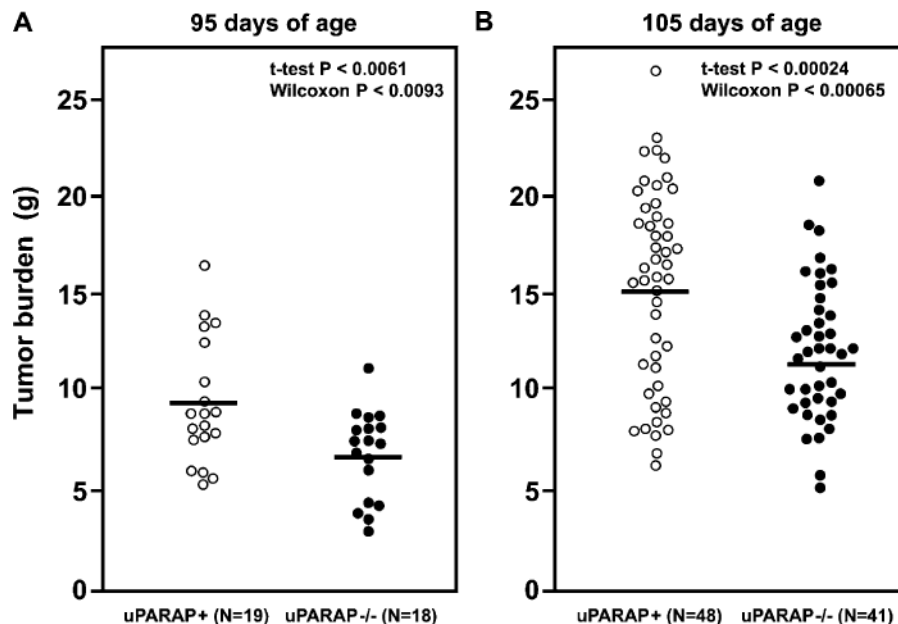 A
95 days of age
t-test P < 0.0061
Wilcoxon P < 0.0093
Tumor burden (g)
25
20
15
10
5
0
uPARAP+ (N=19)
uPARAP-/- (N=18)
B
105 days of age
t-test P < 0.00024
Wilcoxon P < 0.00065
25
20
15
10
5
0
uPARAP+ (N=48)
uPARAP-/- (N=41)